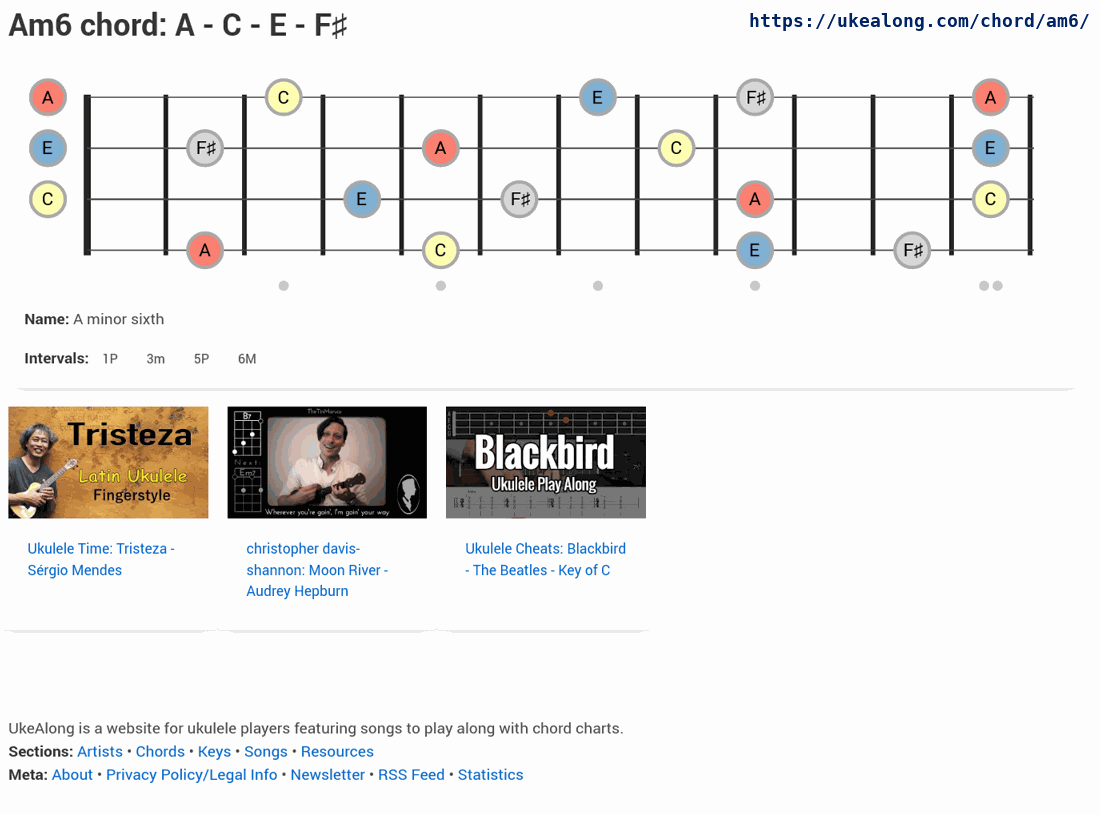 Am6 chord: A - C - E - F♯
https://ukealong.com/chord/am6/
A C E F♯ A
E F♯ A C E
C E F♯ A C
A C E F♯
Name: A minor sixth
Intervals: 1P 3m 5P 6M
Tristeza
Latin Ukulele
Fingerstyle
TheTinManUs
B7
Next:
Em7
Wherever you're goin', I'm goin' your way
Blackbird
Ukulele Play Along
Ukulele Time: Tristeza -
Sérgio Mendes
christopher davis-
shannon: Moon River -
Audrey Hepburn
Ukulele Cheats: Blackbird
- The Beatles - Key of C
UkeAlong is a website for ukulele players featuring songs to play along with chord charts.
Sections: Artists • Chords • Keys • Songs • Resources
Meta: About • Privacy Policy/Legal Info • Newsletter • RSS Feed • Statistics